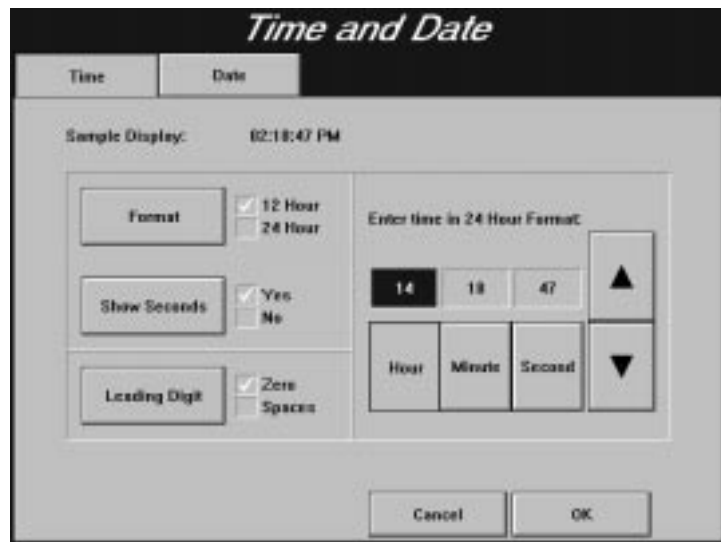 Time and Date
Time Date
Sample Display: 02:18:47 PM
Format
12 Hour
24 Hour
Show Seconds
Yes
No
Leading Digit
Zero
Spaces
Enter time in 24 Hour Format:
14 18 47
Hour Minute Second
Cancel OK